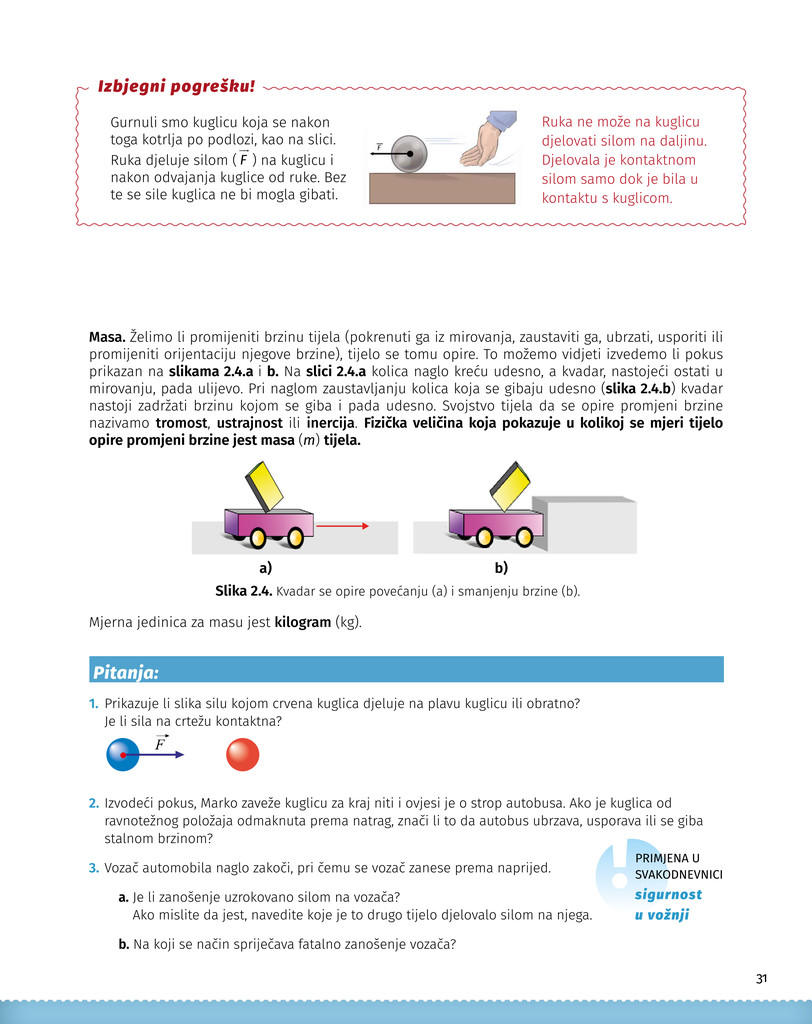 Izbjegni pogrešku!
Gurnuli smo kuglicu koja se nakon
toga kotrlja po podlozi, kao na slici.
Ruka djeluje silom ( F ) na kuglicu i
nakon odvajanja kuglice od ruke. Bez
te se sile kuglica ne bi mogla gibati.
F
Ruka ne može na kuglicu
djelovati silom na daljinu.
Djelovala je kontaktnom
silom samo dok je bila u
kontaktu s kuglicom.
Masa. Želimo li promijeniti brzinu tijela (pokrenuti ga iz mirovanja, zaustaviti ga, ubrzati, usporiti ili
promijeniti orijentaciju njegove brzine), tijelo se tomu opire. To možemo vidjeti izvedemo li pokus
prikazan na slikama 2.4.a i b. Na slici 2.4.a kolica naglo kreću udesno, a kvadar, nastojeći ostati u
mirovanju, pada ulijevo. Pri naglom zaustavljanju kolica koja se gibaju udesno (slika 2.4.b) kvadar
nastoji zadržati brzinu kojom se giba i pada udesno. Svojstvo tijela da se opire promjeni brzine
nazivamo tromost, ustrajnost ili inercija. Fizička veličina koja pokazuje u kolikoj se mjeri tijelo
opire promjeni brzine jest masa (m) tijela.
a)
b)
Slika 2.4. Kvadar se opire povećanju (a) i smanjenju brzine (b).
Mjerna jedinica za masu jest kilogram (kg).
Pitanja:
1. Prikazuje li slika silu kojom crvena kuglica djeluje na plavu kuglicu ili obratno?
Je li sila na crtežu kontaktna?
F
2. Izvodeći pokus, Marko zaveže kuglicu za kraj niti i ovjesi je o strop autobusa. Ako je kuglica od
ravnotežnog položaja odmaknuta prema natrag, znači li to da autobus ubrzava, usporava ili se giba
stalnom brzinom?
3. Vozač automobila naglo zakoči, pri čemu se vozač zanese prema naprijed.
a. Je li zanošenje uzrokovano silom na vozača?
Ako mislite da jest, navedite koje je to drugo tijelo djelovalo silom na njega.
b. Na koji se način sprijecava fatalno zanošenje vozača?
!
PRIMJENA U
SVAKODNEVNICI
sigurnost
u vožnji
31